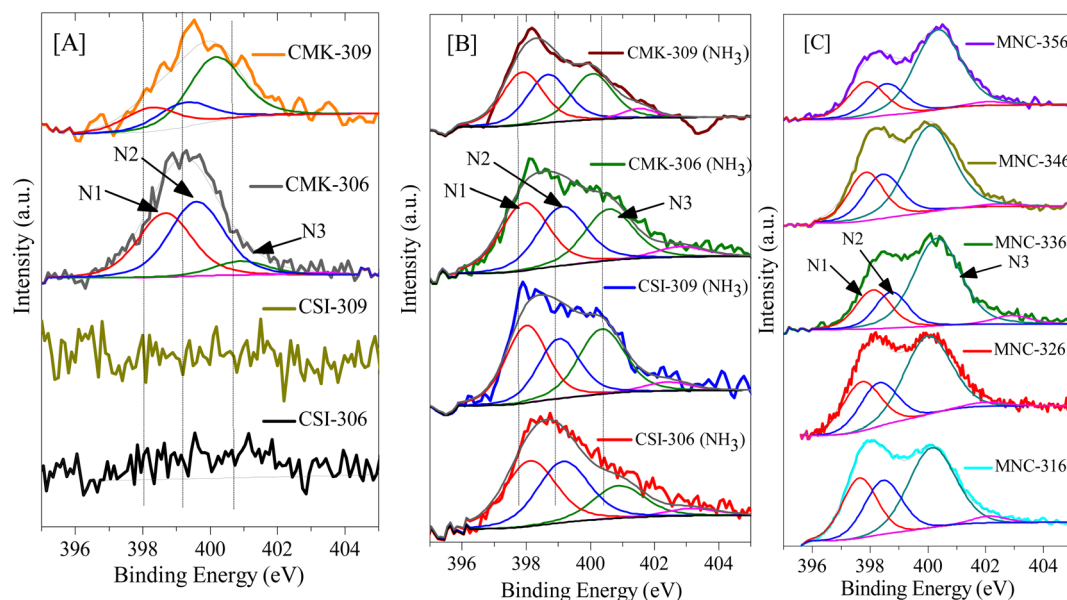 [A]
CMK-309
N2
N1
CMK-306
N3
CSI-309
CSI-306
Intensity (a.u.)
396 398 400 402 404
Binding Energy (eV)
[B]
CMK-309 (NH3)
N2
CMK-306 (NH3)
N1
N3
CSI-309 (NH3)
CSI-306 (NH3)
Intensity (a.u.)
396 398 400 402 404
Binding Energy (eV)
[C]
MNC-356
MNC-346
MNC-336
N2
N1
N3
MNC-326
MNC-316
Intensity (a.u.)
396 398 400 402 404
Binding Energy (eV)